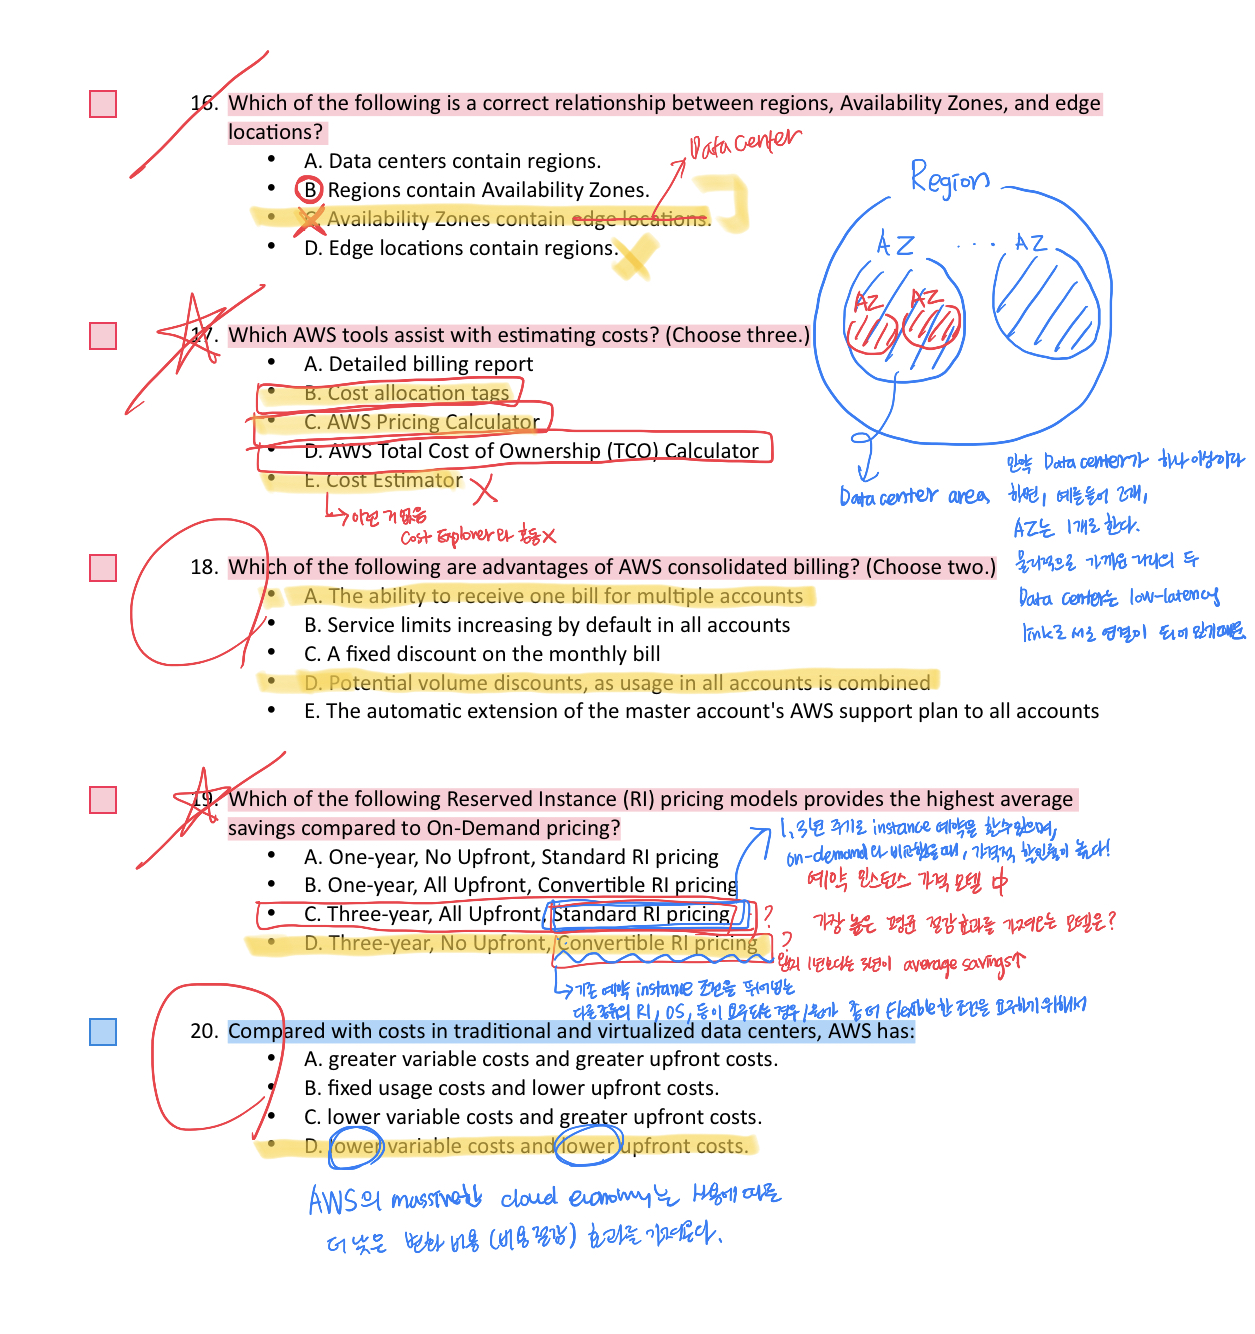 16. Which of the following is a correct relationship between regions, Availability Zones, and edge
locations?
Data center
• A. Data centers contain regions.
• B. Regions contain Availability Zones.
• C. Availability Zones contain edge locations.
• D. Edge locations contain regions.
Region
AZ ... AZ
AZ AZ
Data center area
만약 Data center가 하나 이상이라
하면, 예를들어 2개,
AZ는 1개로 한다.
물리적으로 가까운 거리의 두
Data center는 low-latency
link로 서로 연결이 되어 있기때문
17. Which AWS tools assist with estimating costs? (Choose three.)
• A. Detailed billing report
• B. Cost allocation tags
• C. AWS Pricing Calculator
• D. AWS Total Cost of Ownership (TCO) Calculator
• E. Cost Estimator
이런 거 없음
Cost Explorer와 혼동X
18. Which of the following are advantages of AWS consolidated billing? (Choose two.)
• A. The ability to receive one bill for multiple accounts
• B. Service limits increasing by default in all accounts
• C. A fixed discount on the monthly bill
• D. Potential volume discounts, as usage in all accounts is combined
• E. The automatic extension of the master account's AWS support plan to all accounts
19. Which of the following Reserved Instance (RI) pricing models provides the highest average
savings compared to On-Demand pricing?
1, 3년 주기로 instance 예약을 할수있으며,
on-demand와 비교했을때, 가격적 할인율이 높다!
예약 인스턴스 가격 모델 中
가장 높은 평균 절감효과를 가져오는 모델은?
• A. One-year, No Upfront, Standard RI pricing
• B. One-year, All Upfront, Convertible RI pricing
• C. Three-year, All Upfront, Standard RI pricing ?
• D. Three-year, No Upfront, Convertible RI pricing ?
1년보다는 3년이 average savings↑
기존 예약 instance 조건을 뛰어넘는
다른종류의 RI, OS, 등이 요구되는 경우 좀 더 flexible한 조건을 요구하기위해서
20. Compared with costs in traditional and virtualized data centers, AWS has:
• A. greater variable costs and greater upfront costs.
• B. fixed usage costs and lower upfront costs.
• C. lower variable costs and greater upfront costs.
• D. lower variable costs and lower upfront costs.
AWS의 massive한 cloud economy는 사용에 따른
더 낮은 변화 비용 (비용 절감) 효과를 가져온다.